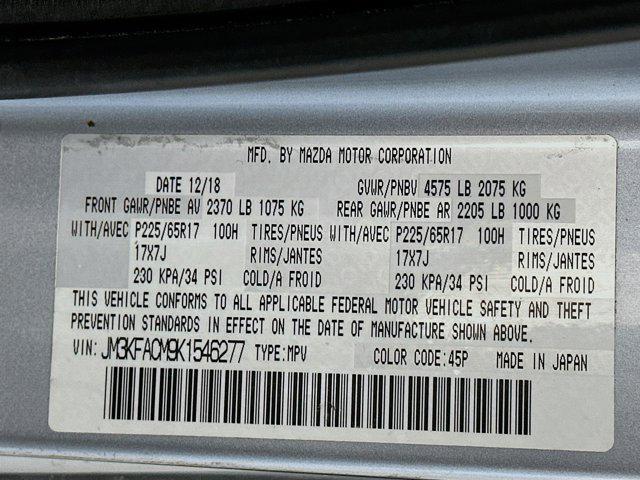 MFD. BY MAZDA MOTOR CORPORATION
DATE 12/18 GVWR/PNBV 4575 LB 2075 KG
FRONT GAWR/PNBE AV 2370 LB 1075 KG REAR GAWR/PNBE AR 2205 LB 1000 KG
WITH/AVEC P225/65R17 100H TIRES/PNEUS WITH/AVEC P225/65R17 100H TIRES/PNEUS
17X7J RIMS/JANTES 17X7J RIMS/JANTES
230 KPA/34 PSI COLD/A FROID 230 KPA/34 PSI COLD/A FROID
THIS VEHICLE CONFORMS TO ALL APPLICABLE FEDERAL MOTOR VEHICLE SAFETY AND THEFT
PREVENTION STANDARDS IN EFFECT ON THE DATE OF MANUFACTURE SHOWN ABOVE.
VIN: JM3KFACM9K1546277 TYPE:MPV COLOR CODE:45P MADE IN JAPAN